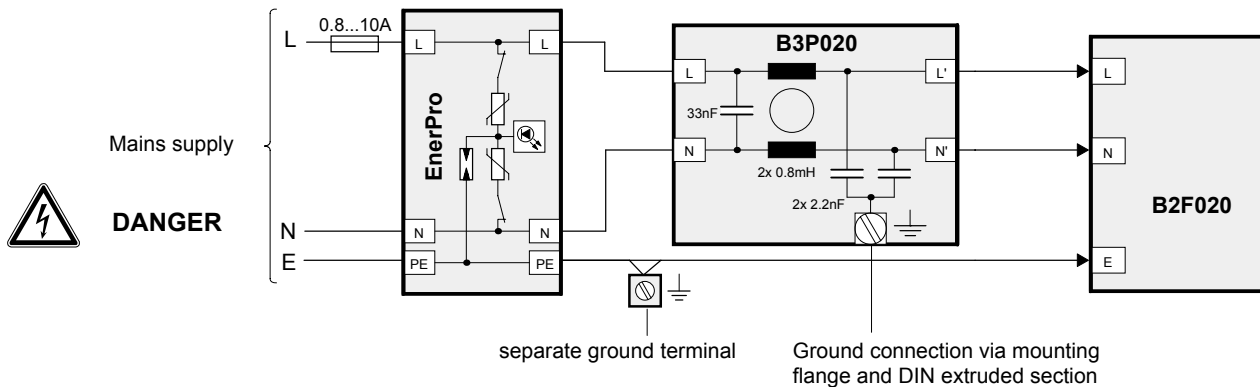 0.8...10A
B3P020
L
L
L
L
L'
L
EnerPro
33nF
Mains supply
N
N'
N
2x 0.8mH
B2F020
DANGER
2x 2.2nF
N
N
N
E
PE
PE
E
separate ground terminal
Ground connection via mounting
flange and DIN extruded section